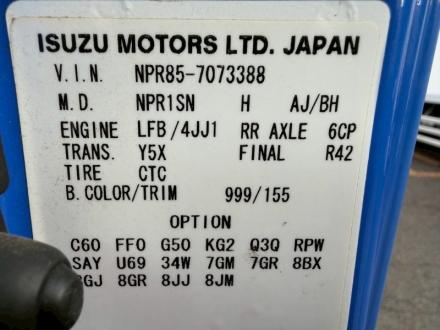 ISUZU MOTORS LTD. JAPAN
V.I.N. NPR85-7073388
M.D. NPR1SN H AJ/BH
ENGINE LFB/4JJ1 RR AXLE 6CP
TRANS. Y5X FINAL R42
TIRE CTC
B.COLOR/TRIM 999/155
OPTION
C60 FF0 G50 KG2 Q3Q RPW
SAY U69 34W 7GM 7GR 8BX
8GR 8JJ 8JM